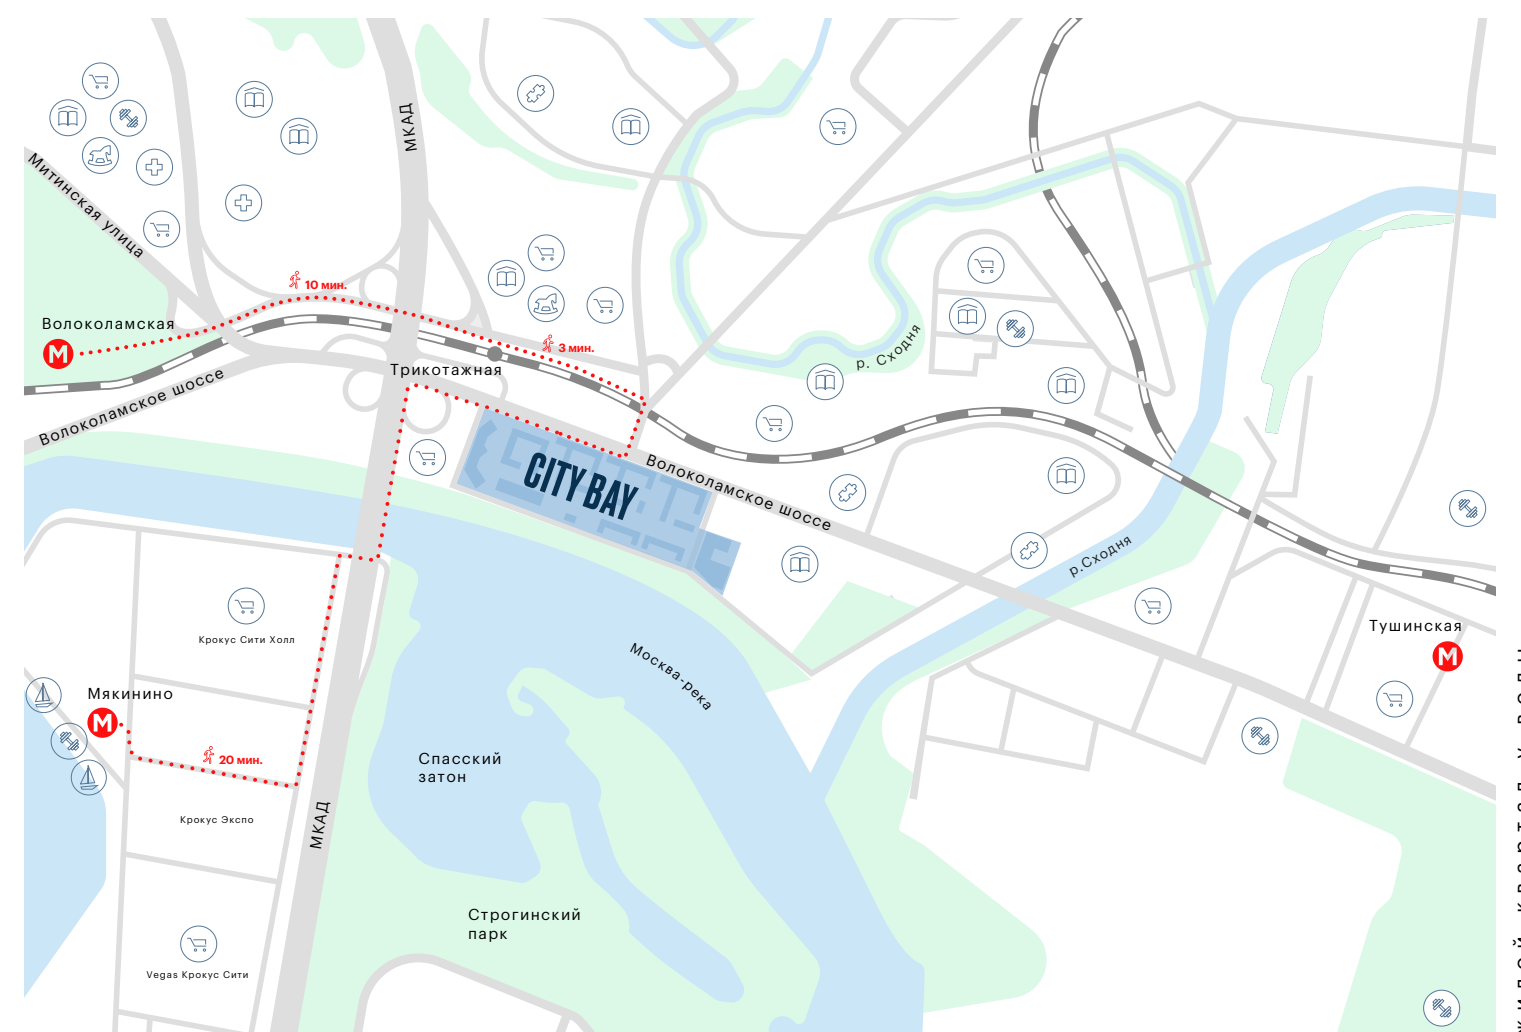 МКАД
Митинская улица
10 мин.
Волоколамская
М
3 мин.
р. Сходня
Трикотажная
Волоколамское шоссе
CITY BAY
Волоколамское шоссе
р.Сходня
Тушинская
М
Крокус Сити Холл
Москва-река
Мякинино
М
20 мин.
Спасский
затон
МКАД
Крокус Экспо
Строгинский
парк
Vegas Крокус Сити